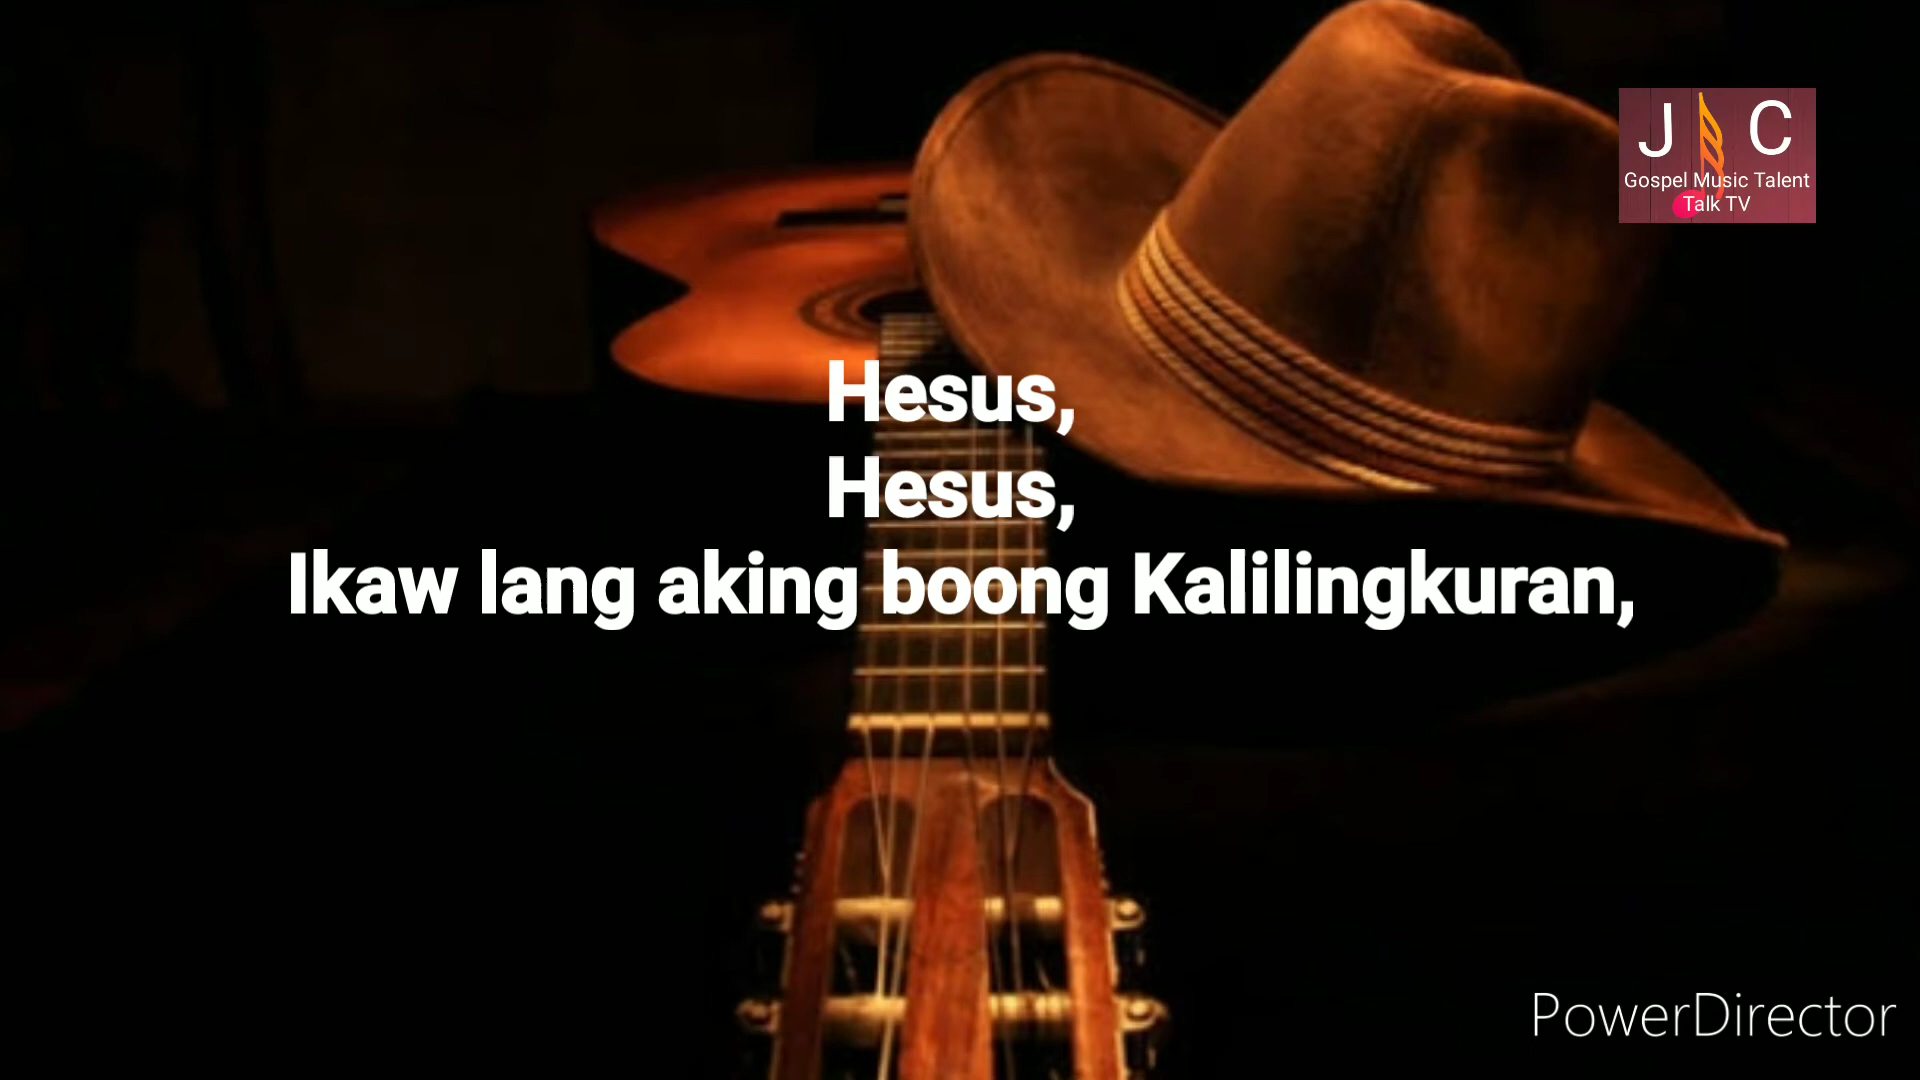 J C
Gospel Music Talent
Talk TV
Hesus,
Hesus,
Ikaw lang aking boong Kalilingkuran,
PowerDirector